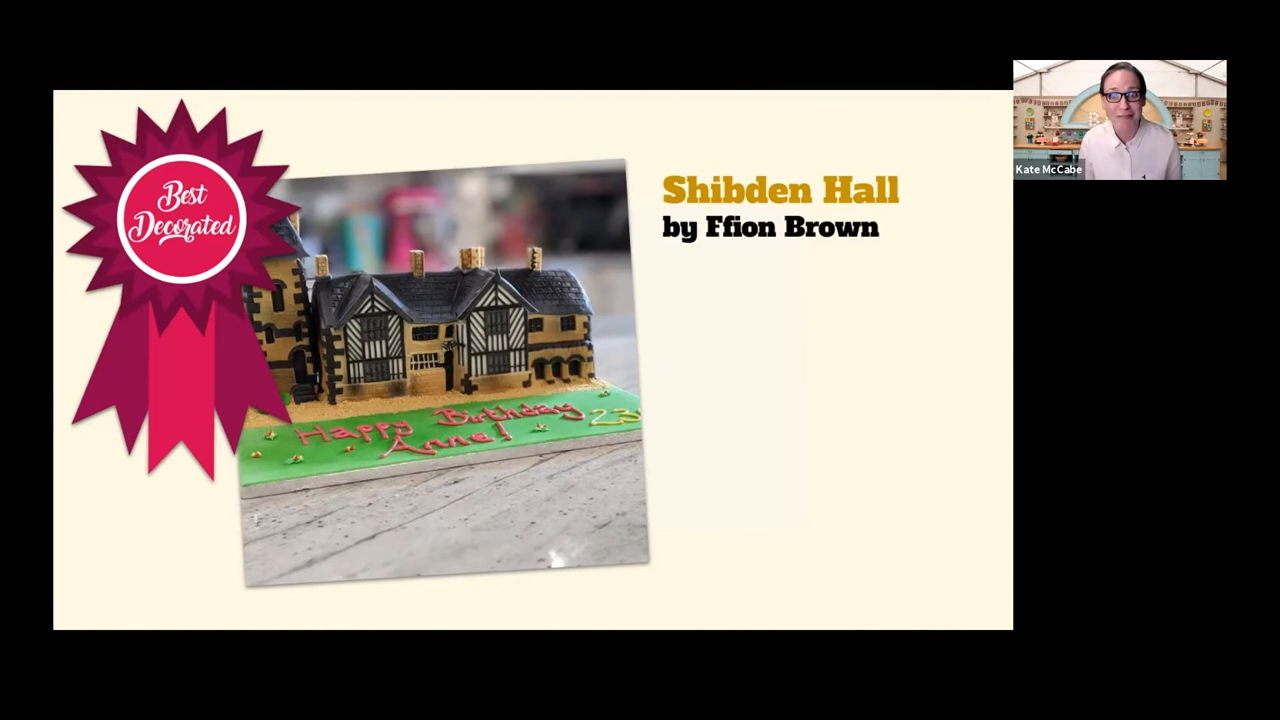 Best
Decorated
Shibden Hall
by Ffion Brown
Happy Birthday
Anne!
Kate McCabe